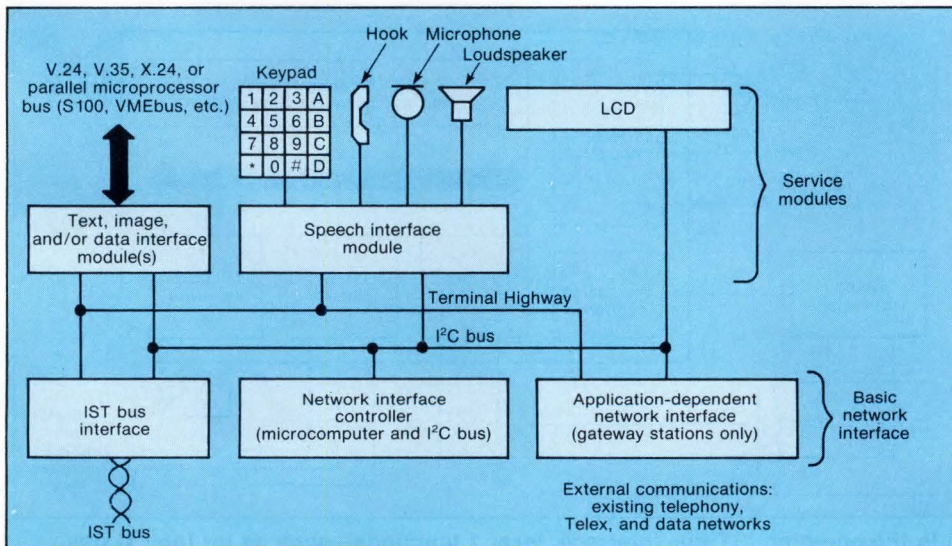 Hook
Microphone
Loudspeaker
V.24, V.35, X.24, or
parallel microprocessor
bus (S100, VMEbus, etc.)
Keypad
1 2 3 A
4 5 6 B
7 8 9 C
* 0 # D
LCD
Service
modules
Text, image,
and/or data interface
module(s)
Speech interface
module
Terminal Highway
I²C bus
IST bus
interface
Network interface
controller
(microcomputer and I²C bus)
Application-dependent
network interface
(gateway stations only)
Basic
network
interface
External communications:
existing telephony,
Telex, and data networks
IST bus